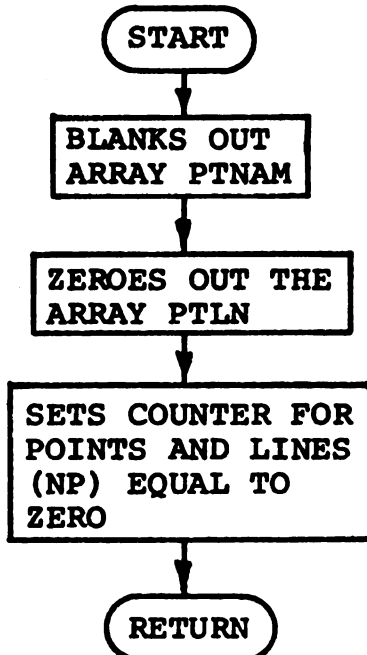 START
BLANKS OUT
ARRAY PTNAM
ZEROES OUT THE
ARRAY PTLN
SETS COUNTER FOR
POINTS AND LINES
(NP) EQUAL TO
ZERO
RETURN